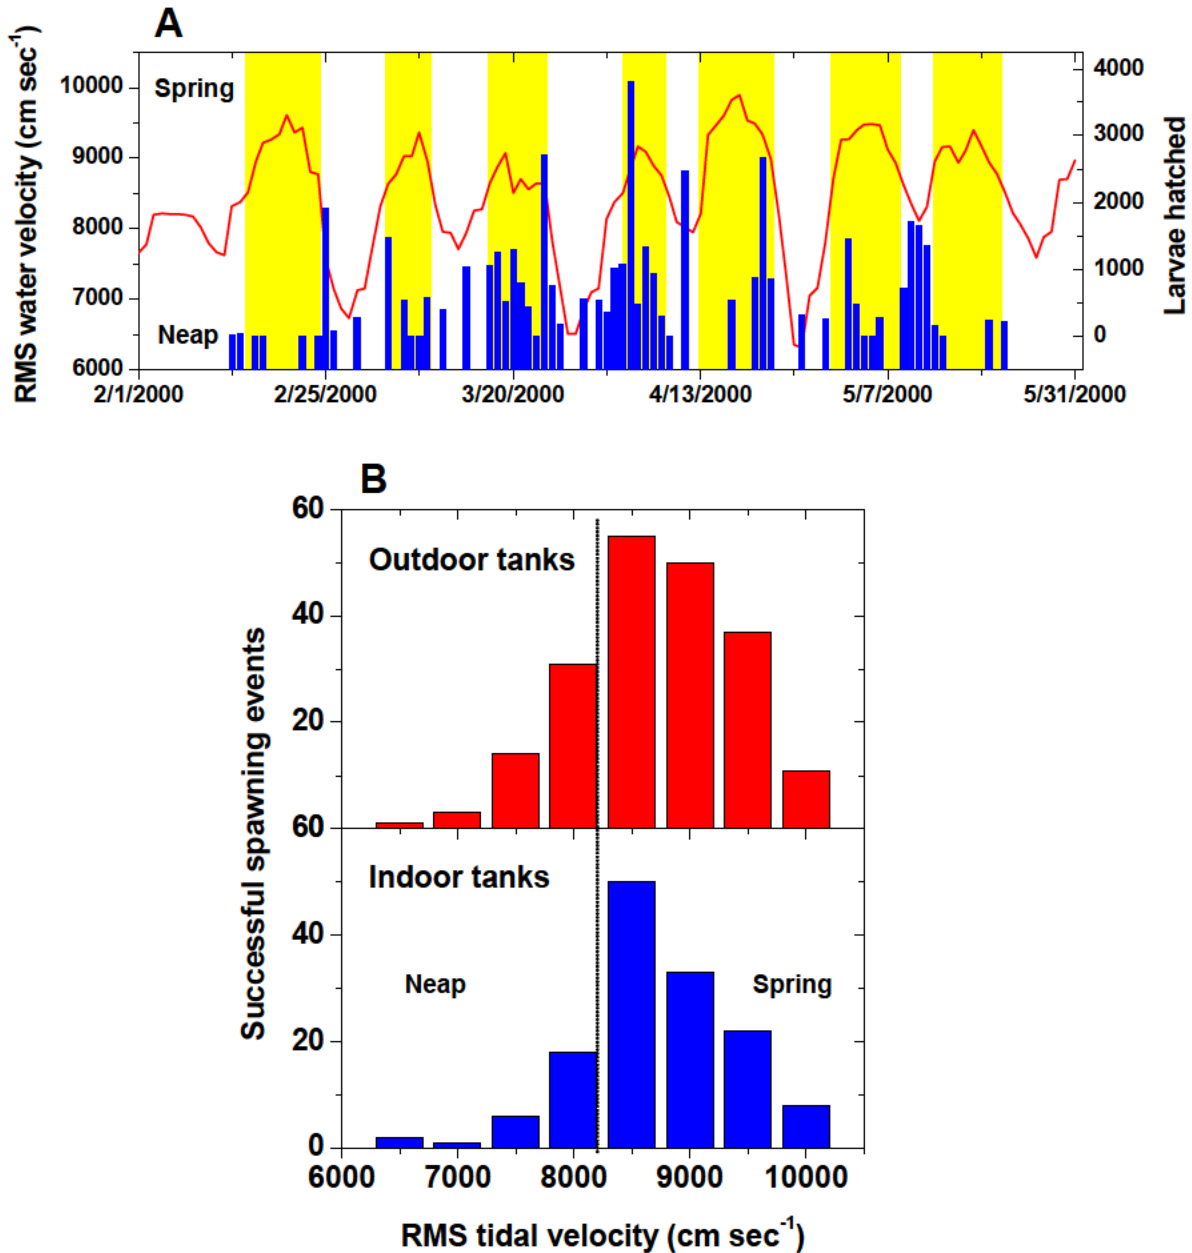 A
RMS water velocity (cm sec⁻¹)
10000
9000
8000
7000
6000
Spring
Neap
4000
3000
2000
1000
0
Larvae hatched
2/1/2000 2/25/2000 3/20/2000 4/13/2000 5/7/2000 5/31/2000
B
Successful spawning events
60
Outdoor tanks
40
20
60
Indoor tanks
40
Neap Spring
20
0
6000 7000 8000 9000 10000
RMS tidal velocity (cm sec⁻¹)